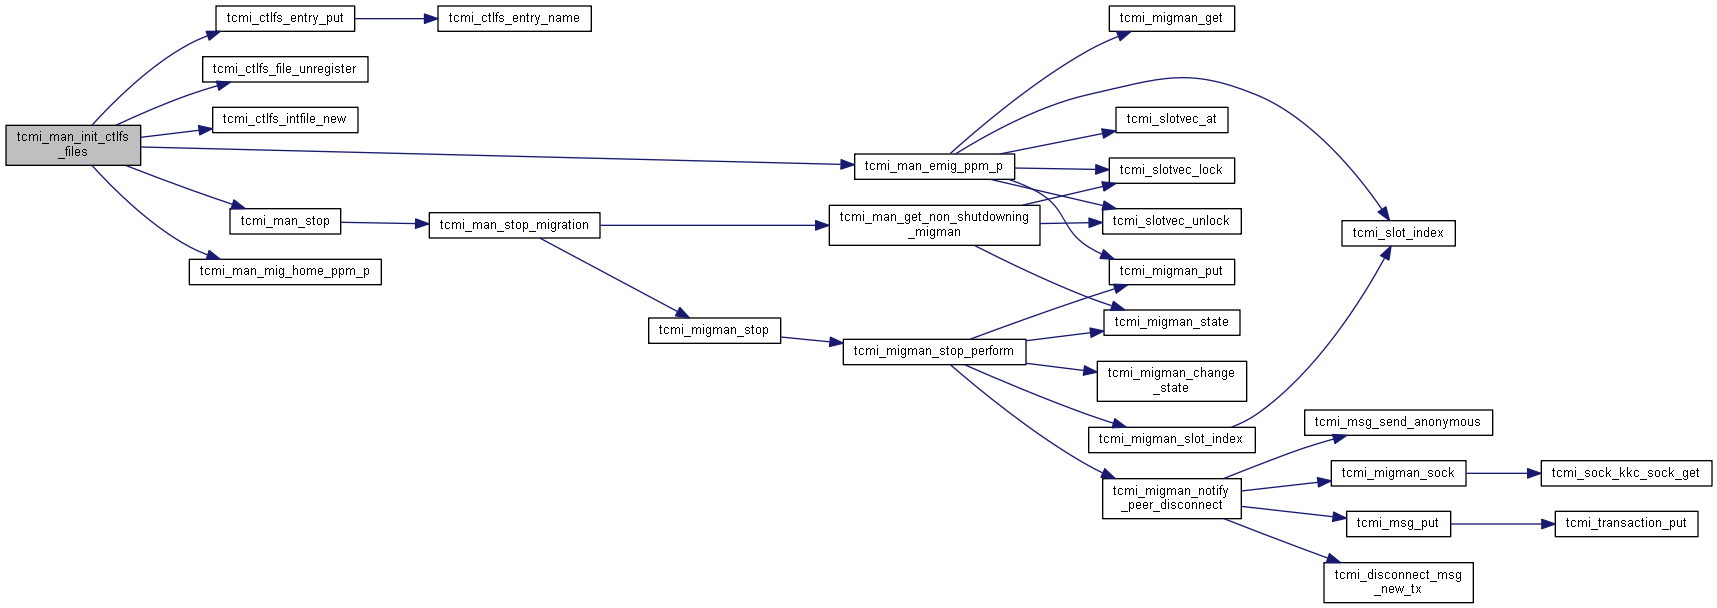 tcmi_man_init_ctlfs
_files
tcmi_ctlfs_entry_put
tcmi_ctlfs_entry_name
tcmi_ctlfs_file_unregister
tcmi_ctlfs_intfile_new
tcmi_man_stop
tcmi_man_mig_home_ppm_p
tcmi_man_stop_migration
tcmi_migman_stop
tcmi_man_emig_ppm_p
tcmi_man_get_non_shutdowning
_migman
tcmi_migman_stop_perform
tcmi_migman_get
tcmi_slotvec_at
tcmi_slotvec_lock
tcmi_slotvec_unlock
tcmi_migman_put
tcmi_migman_state
tcmi_migman_change
_state
tcmi_migman_slot_index
tcmi_migman_notify
_peer_disconnect
tcmi_slot_index
tcmi_msg_send_anonymous
tcmi_migman_sock
tcmi_sock_kkc_sock_get
tcmi_msg_put
tcmi_transaction_put
tcmi_disconnect_msg
_new_tx